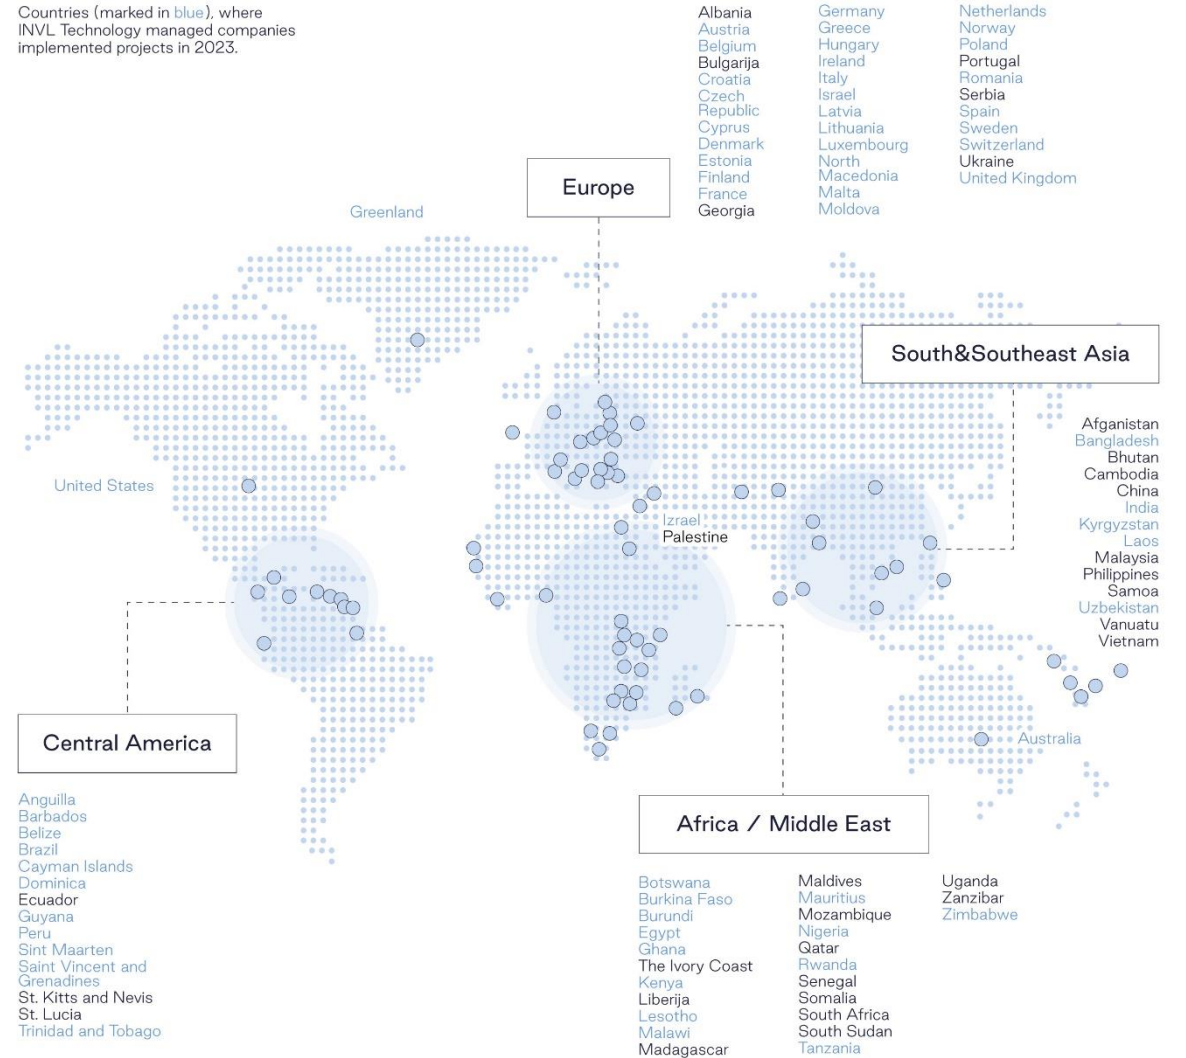 Countries (marked in blue), where
INVL Technology managed companies
implemented projects in 2023.
Albania
Austria
Belgium
Bulgarija
Croatia
Czech
Republic
Cyprus
Denmark
Estonia
Finland
France
Georgia
Germany
Greece
Hungary
Ireland
Italy
Israel
Latvia
Lithuania
Luxembourg
North
Macedonia
Malta
Moldova
Netherlands
Norway
Poland
Portugal
Romania
Serbia
Spain
Sweden
Switzerland
Ukraine
United Kingdom
Europe
Greenland
South&Southeast Asia
Afganistan
Bangladesh
Bhutan
Cambodia
China
India
Kyrgyzstan
Laos
Malaysia
Philippines
Samoa
Uzbekistan
Vanuatu
Vietnam
United States
Izrael
Palestine
Central America
Australia
Anguilla
Barbados
Belize
Brazil
Cayman Islands
Dominica
Ecuador
Guyana
Peru
Sint Maarten
Saint Vincent and
Grenadines
St. Kitts and Nevis
St. Lucia
Trinidad and Tobago
Africa / Middle East
Botswana
Burkina Faso
Burundi
Egypt
Ghana
The Ivory Coast
Kenya
Liberija
Lesotho
Malawi
Madagascar
Maldives
Mauritius
Mozambique
Nigeria
Qatar
Rwanda
Senegal
Somalia
South Africa
South Sudan
Tanzania
Uganda
Zanzibar
Zimbabwe